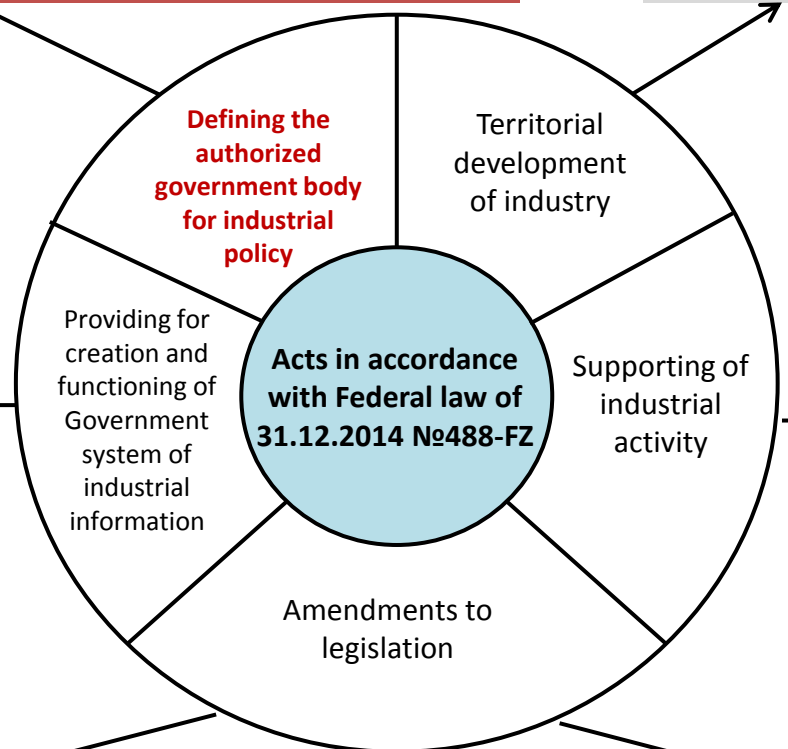 Defining the
authorized
government body
for industrial
policy
Territorial
development
of industry
Providing for
creation and
functioning of
Government
system of
industrial
information
Acts in accordance
with Federal law of
31.12.2014 №488-FZ
Supporting of
industrial
activity
Amendments to
legislation